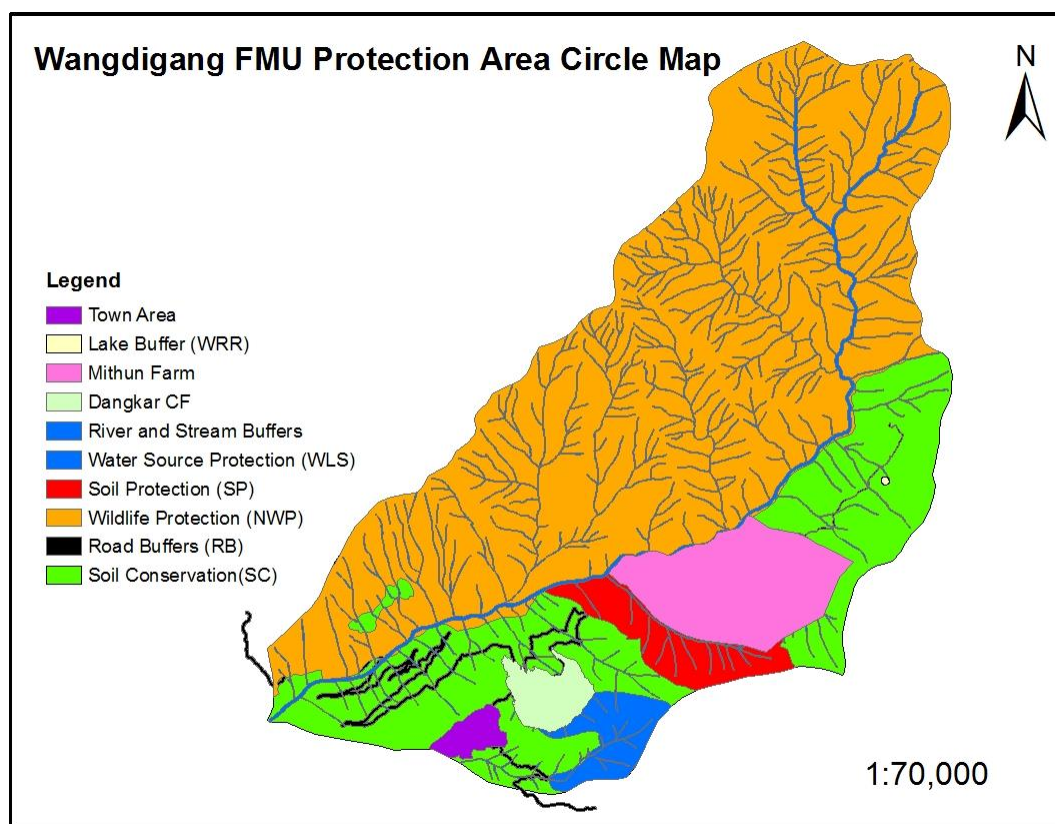 Wangdigang FMU Protection Area Circle Map
N
Legend
Town Area
Lake Buffer (WRR)
Mithun Farm
Dangkar CF
River and Stream Buffers
Water Source Protection (WLS)
Soil Protection (SP)
Wildlife Protection (NWP)
Road Buffers (RB)
Soil Conservation(SC)
1:70,000